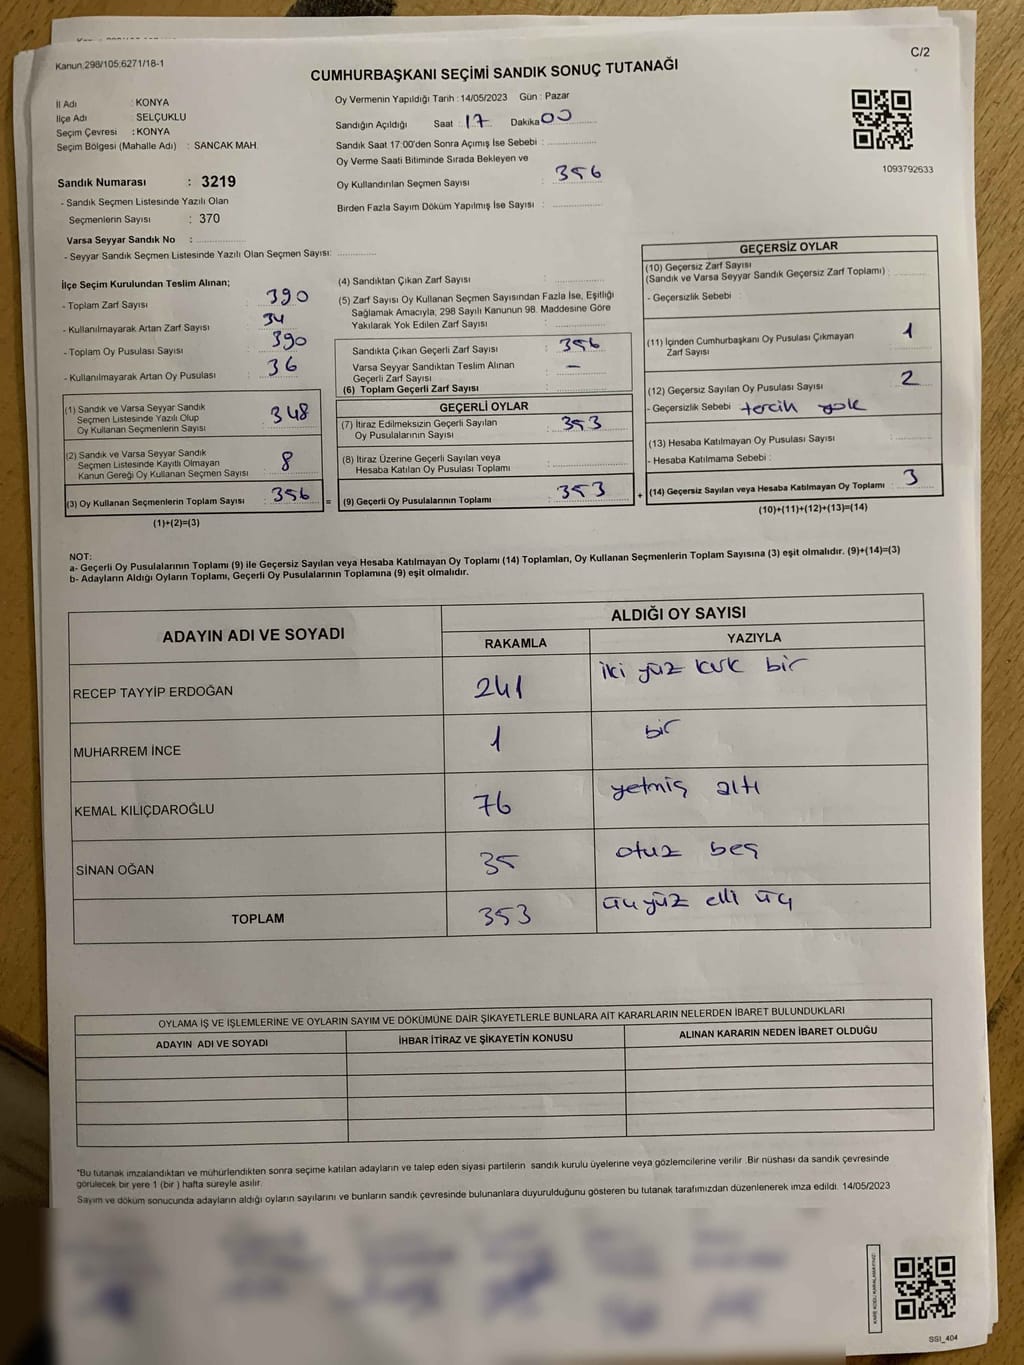 C/2
Kanun 298/105,6271/18-1
CUMHURBAŞKANI SEÇİMİ SANDIK SONUÇ TUTANAĞI
İl Adı : KONYA
İlçe Adı : SELÇUKLU
Seçim Çevresi : KONYA
Seçim Bölgesi (Mahalle Adı) : SANCAK MAH.
Sandık Numarası : 3219
- Sandık Seçmen Listesinde Yazılı Olan
Seçmenlerin Sayısı : 370
Varsa Seyyar Sandık No :
- Seyyar Sandık Seçmen Listesinde Yazılı Olan Seçmen Sayısı:
Oy Vermenin Yapıldığı Tarih : 14/05/2023 Gün : Pazar
Sandığın Açıldığı Saat : 17 Dakika 00
Sandık Saat 17:00'den Sonra Açımış İse Sebebi :
Oy Verme Saati Bitiminde Sırada Bekleyen ve
Oy Kullandırılan Seçmen Sayısı : 356
Birden Fazla Sayım Döküm Yapılmış İse Sayısı :
1093792633
İlçe Seçim Kurulundan Teslim Alınan;
- Toplam Zarf Sayısı : 390
- Kullanılmayarak Artan Zarf Sayısı : 34
- Toplam Oy Pusulası Sayısı : 390
- Kullanılmayarak Artan Oy Pusulası : 36
(1) Sandık ve Varsa Seyyar Sandık
Seçmen Listesinde Yazılı Olup
Oy Kullanan Seçmenlerin Sayısı : 348
(2) Sandık ve Varsa Seyyar Sandık
Seçmen Listesinde Kayıtlı Olmayan
Kanun Gereği Oy Kullanan Seçmen Sayısı : 8
(3) Oy Kullanan Seçmenlerin Toplam Sayısı : 356
(1)+(2)=(3)
=
(4) Sandıktan Çıkan Zarf Sayısı :
(5) Zarf Sayısı Oy Kullanan Seçmen Sayısından Fazla İse, Eşitliği
Sağlamak Amacıyla, 298 Sayılı Kanunun 98. Maddesine Göre
Yakılarak Yok Edilen Zarf Sayısı :
Sandıkta Çıkan Geçerli Zarf Sayısı : 356
Varsa Seyyar Sandıktan Teslim Alınan
Geçerli Zarf Sayısı : -
(6) Toplam Geçerli Zarf Sayısı :
GEÇERLİ OYLAR
(7) İtiraz Edilmeksizin Geçerli Sayılan
Oy Pusulalarının Sayısı : 353
(8) İtiraz Üzerine Geçerli Sayılan veya
Hesaba Katılan Oy Pusulası Toplamı :
(9) Geçerli Oy Pusulalarının Toplamı : 353
+
GEÇERSİZ OYLAR
(10) Geçersiz Zarf Sayısı
(Sandık ve Varsa Seyyar Sandık Geçersiz Zarf Toplamı) :
- Geçersizlik Sebebi :
(11) İçinden Cumhurbaşkanı Oy Pusulası Çıkmayan
Zarf Sayısı : 1
(12) Geçersiz Sayılan Oy Pusulası Sayısı : 2
- Geçersizlik Sebebi : tercih yok
(13) Hesaba Katılmayan Oy Pusulası Sayısı :
- Hesaba Katılmama Sebebi :
(14) Geçersiz Sayılan veya Hesaba Katılmayan Oy Toplamı : 3
(10)+(11)+(12)+(13)=(14)
NOT:
a- Geçerli Oy Pusulalarının Toplamı (9) ile Geçersiz Sayılan veya Hesaba Katılmayan Oy Toplamı (14) Toplamları, Oy Kullanan Seçmenlerin Toplam Sayısına (3) eşit olmalıdır. (9)+(14)=(3)
b- Adayların Aldığı Oyların Toplamı, Geçerli Oy Pusulalarının Toplamına (9) eşit olmalıdır.
ADAYIN ADI VE SOYADI ALDIĞI OY SAYISI
RAKAMLA YAZIYLA
RECEP TAYYİP ERDOĞAN 241 iki yüz kırk bir
MUHARREM İNCE 1 bir
KEMAL KILIÇDAROĞLU 76 yetmiş altı
SİNAN OĞAN 35 otuz beş
TOPLAM 353 üç yüz elli üç
OYLAMA İŞ VE İŞLEMLERİNE VE OYLARIN SAYIM VE DÖKÜMÜNE DAİR ŞİKAYETLERLE BUNLARA AİT KARARLARIN NELERDEN İBARET BULUNDUKLARI
ADAYIN ADI VE SOYADI İHBAR İTİRAZ VE ŞİKAYETİN KONUSU ALINAN KARARIN NEDEN İBARET OLDUĞU
*Bu tutanak imzalandıktan ve mühürlendikten sonra seçime katılan adayların ve talep eden siyasi partilerin sandık kurulu üyelerine veya gözlemcilerine verilir .Bir nüshası da sandık çevresinde
görülecek bir yere 1 (bir ) hafta süreyle asılır.
Sayım ve döküm sonucunda adayların aldığı oyların sayılarını ve bunların sandık çevresinde bulunanlara duyurulduğunu gösteren bu tutanak tarafımızdan düzenlenerek imza edildi. 14/05/2023
SSI_404